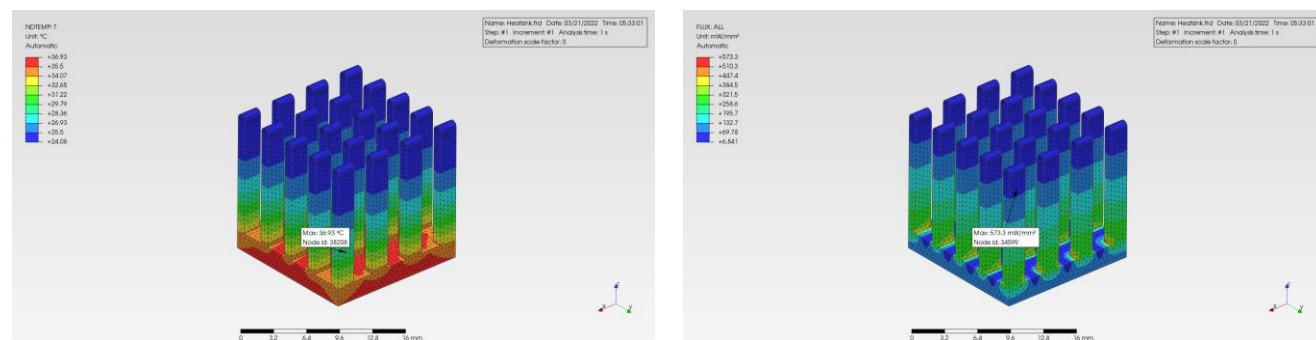 NDTEMP: T
Unit: °C
Automatic
+36.93
+35.5
+34.07
+32.65
+31.22
+29.79
+28.36
+26.93
+25.5
+24.08
Name: Heatsink.frd Date: 03/21/2022 Time: 05:33:01
Step: #1 Increment: #1 Analysis time: 1 s
Deformation scale factor: 0
Max: 36.93 °C
Node id: 38208
Z
X
Y
0 3.2 6.4 9.6 12.8 16 mm
FLUX: ALL
Unit: mW/mm²
Automatic
+573.3
+510.3
+447.4
+384.5
+321.5
+258.6
+195.7
+132.7
+69.78
+6.841
Name: Heatsink.frd Date: 03/21/2022 Time: 05:33:01
Step: #1 Increment: #1 Analysis time: 1 s
Deformation scale factor: 0
Max: 573.3 mW/mm²
Node id: 34599
Z
X
Y
0 3.2 6.4 9.6 12.8 16 mm